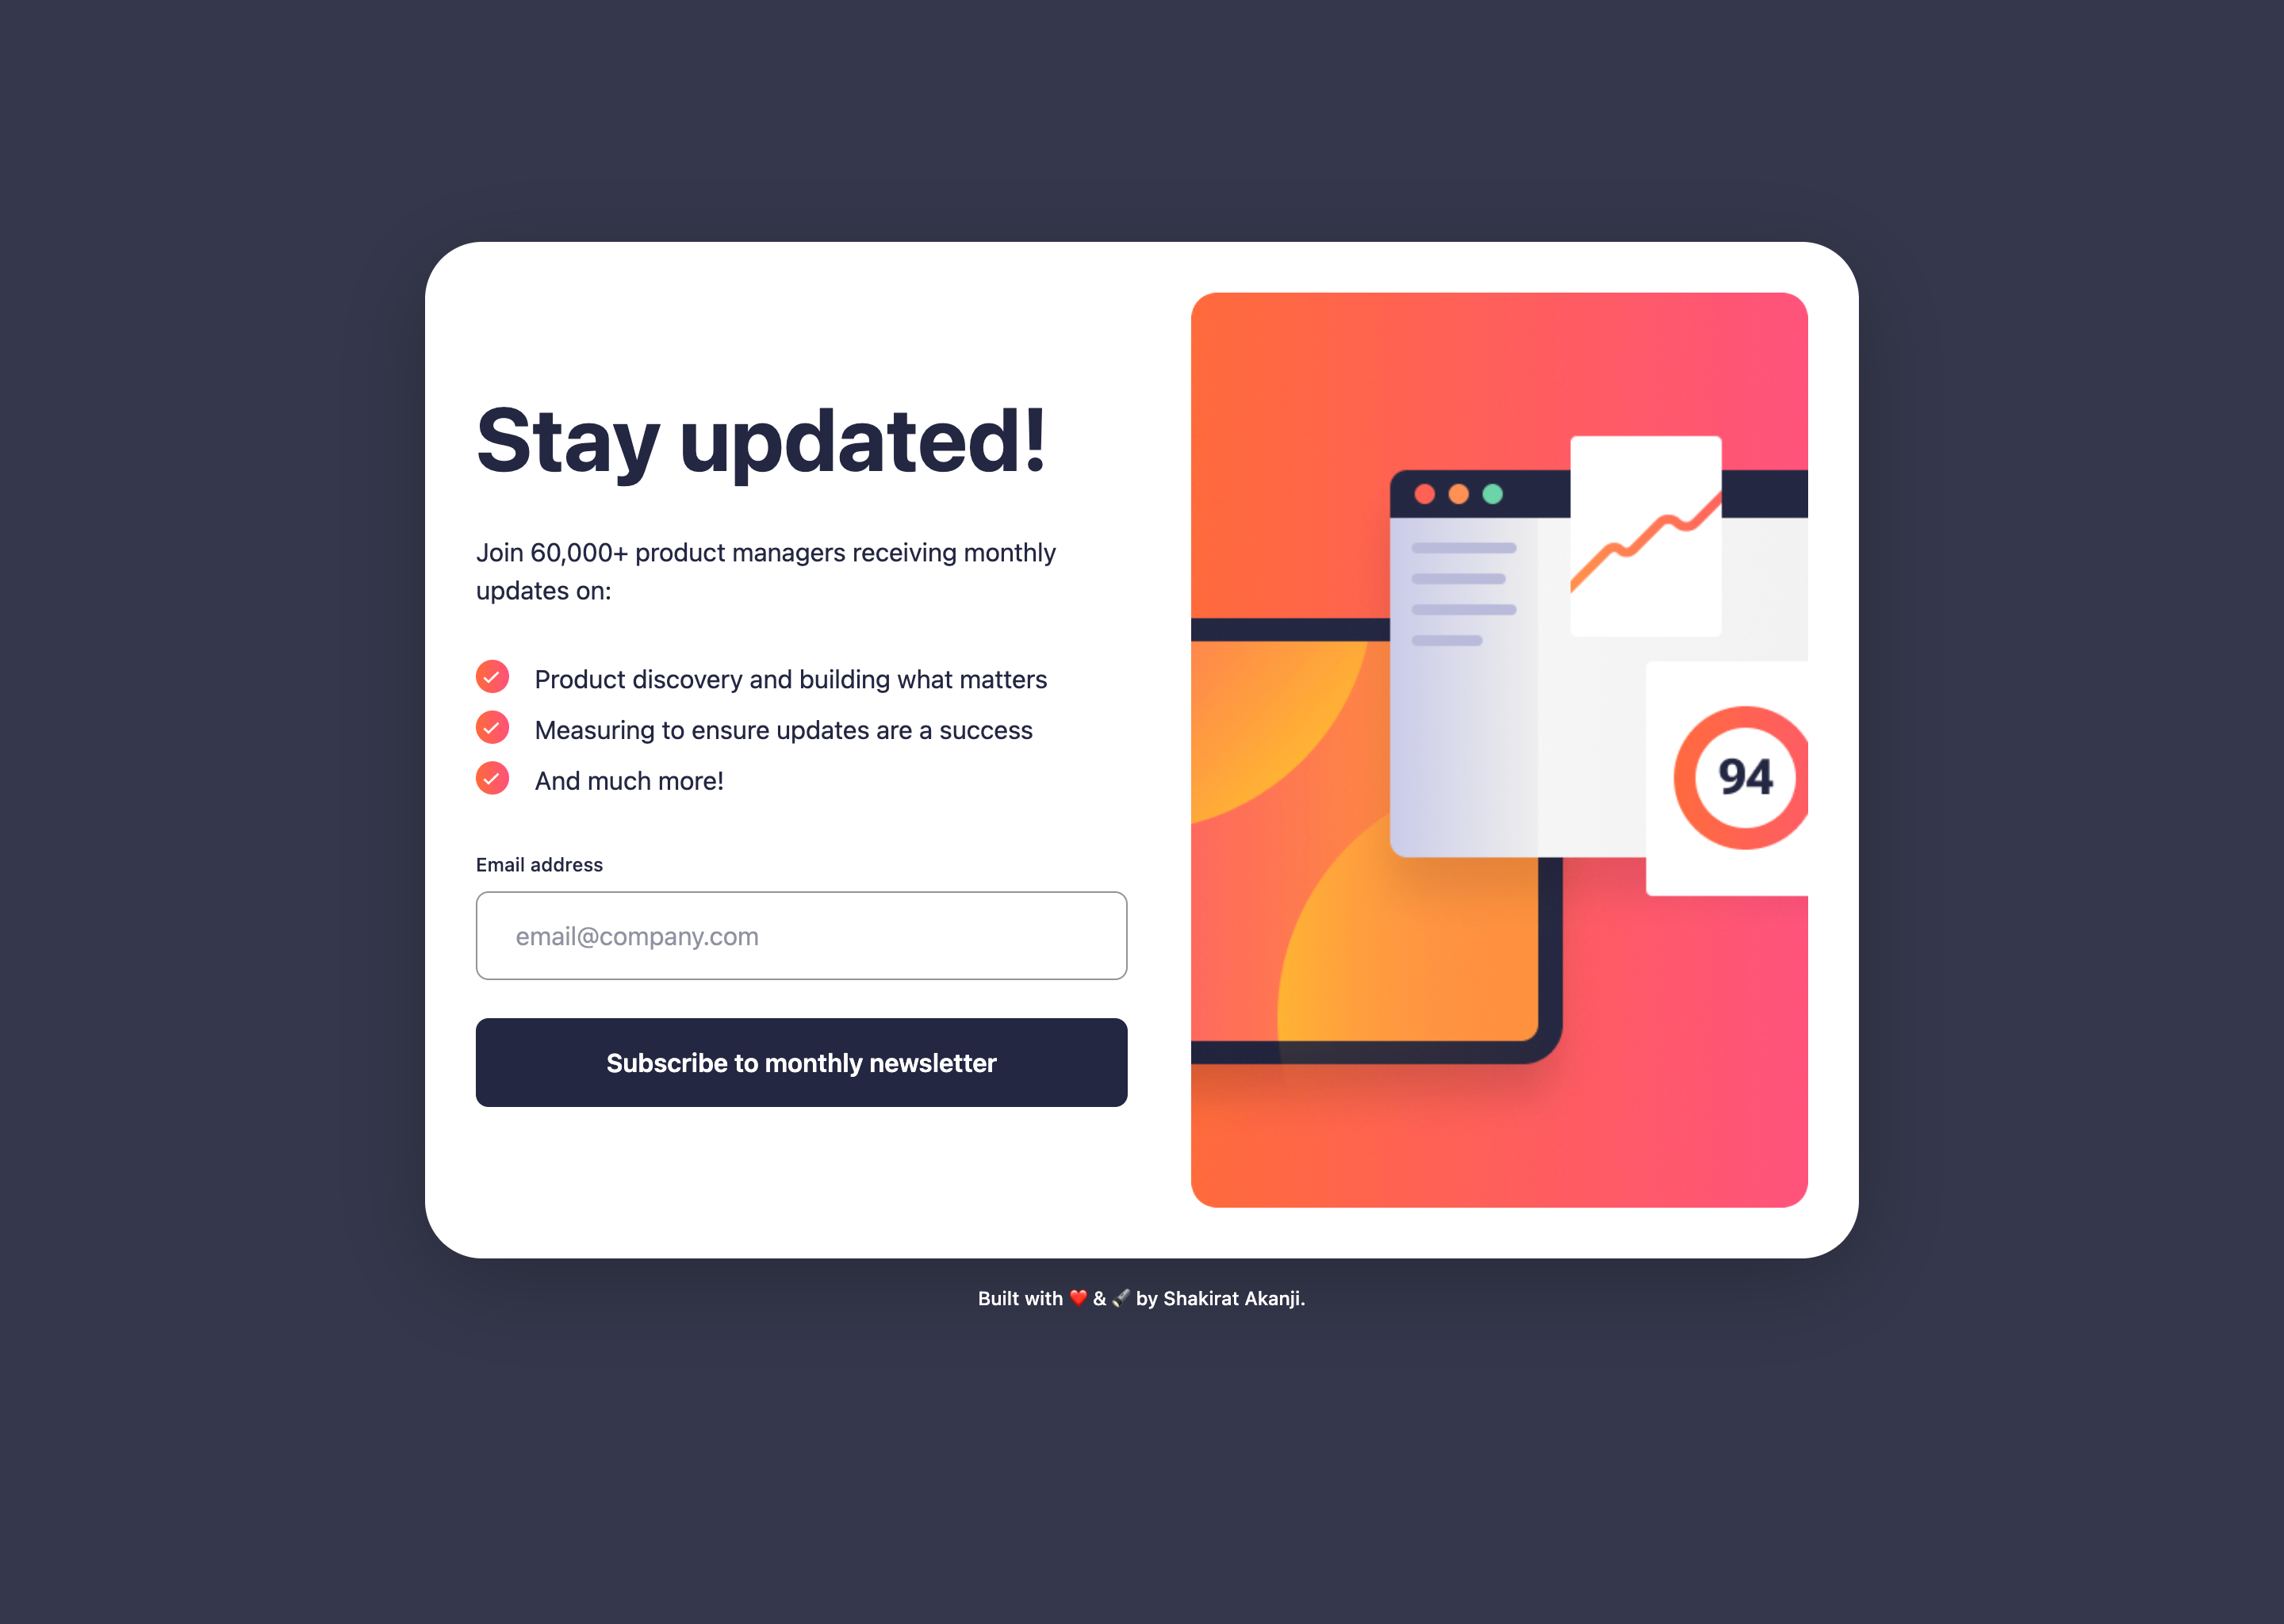 Stay updated!
Join 60,000+ product managers receiving monthly
updates on:
Product discovery and building what matters
Measuring to ensure updates are a success
And much more!
Email address
email@company.com
Subscribe to monthly newsletter
94
Built with ❤️ & 🚀 by Shakirat Akanji.